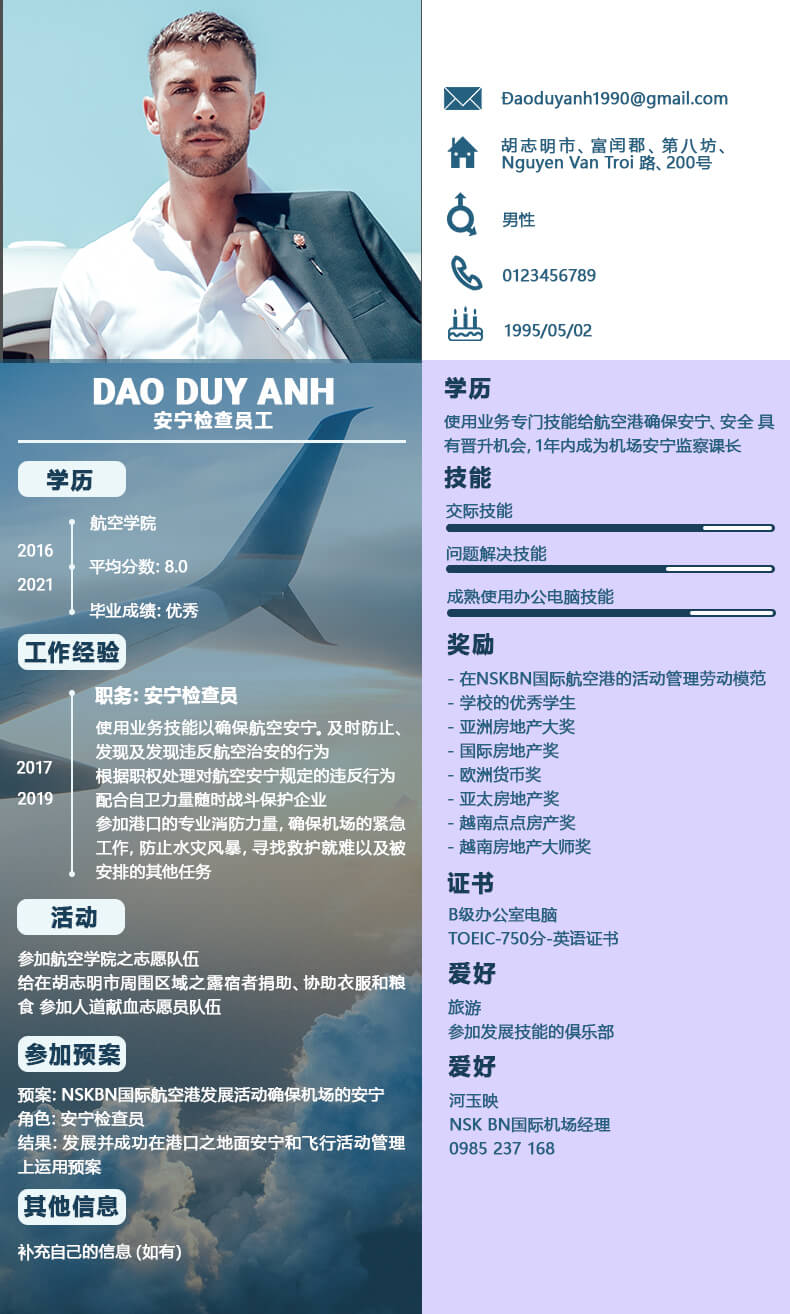 Đaoduyanh1990@gmail.com
胡志明市、富闰郡、第八坊、
Nguyen Van Troi 路、200号
男性
0123456789
1995/05/02
DAO DUY ANH
安宁检查员工
学历
2016
2021
航空学院
平均分数: 8.0
毕业成绩: 优秀
工作经验
2017
2019
职务: 安宁检查员
使用业务技能以确保航空安宁。及时防止、
发现及发现违反航空治安的行为
根据职权处理对航空安宁规定的违反行为
配合自卫力量随时战斗保护企业
参加港口的专业消防力量, 确保机场的紧急
工作, 防止水灾风暴, 寻找救护就难以及被
安排的其他任务
活动
参加航空学院之志愿队伍
给在胡志明市周围区域之露宿者捐助、协助衣服和粮
食 参加人道献血志愿员队伍
参加预案
预案: NSKBN国际航空港发展活动确保机场的安宁
角色: 安宁检查员
结果: 发展并成功在港口之地面安宁和飞行活动管理
上运用预案
其他信息
补充自己的信息 (如有)
学历
使用业务专门技能给航空港确保安宁、安全 具
有晋升机会, 1年内成为机场安宁监察课长
技能
交际技能
问题解决技能
成熟使用办公电脑技能
奖励
- 在NSKBN国际航空港的活动管理劳动模范
- 学校的优秀学生
- 亚洲房地产大奖
- 国际房地产奖
- 欧洲货币奖
- 亚太房地产奖
- 越南点点房产奖
- 越南房地产大师奖
证书
B级办公室电脑
TOEIC-750分-英语证书
爱好
旅游
参加发展技能的俱乐部
爱好
河玉映
NSK BN国际机场经理
0985 237 168